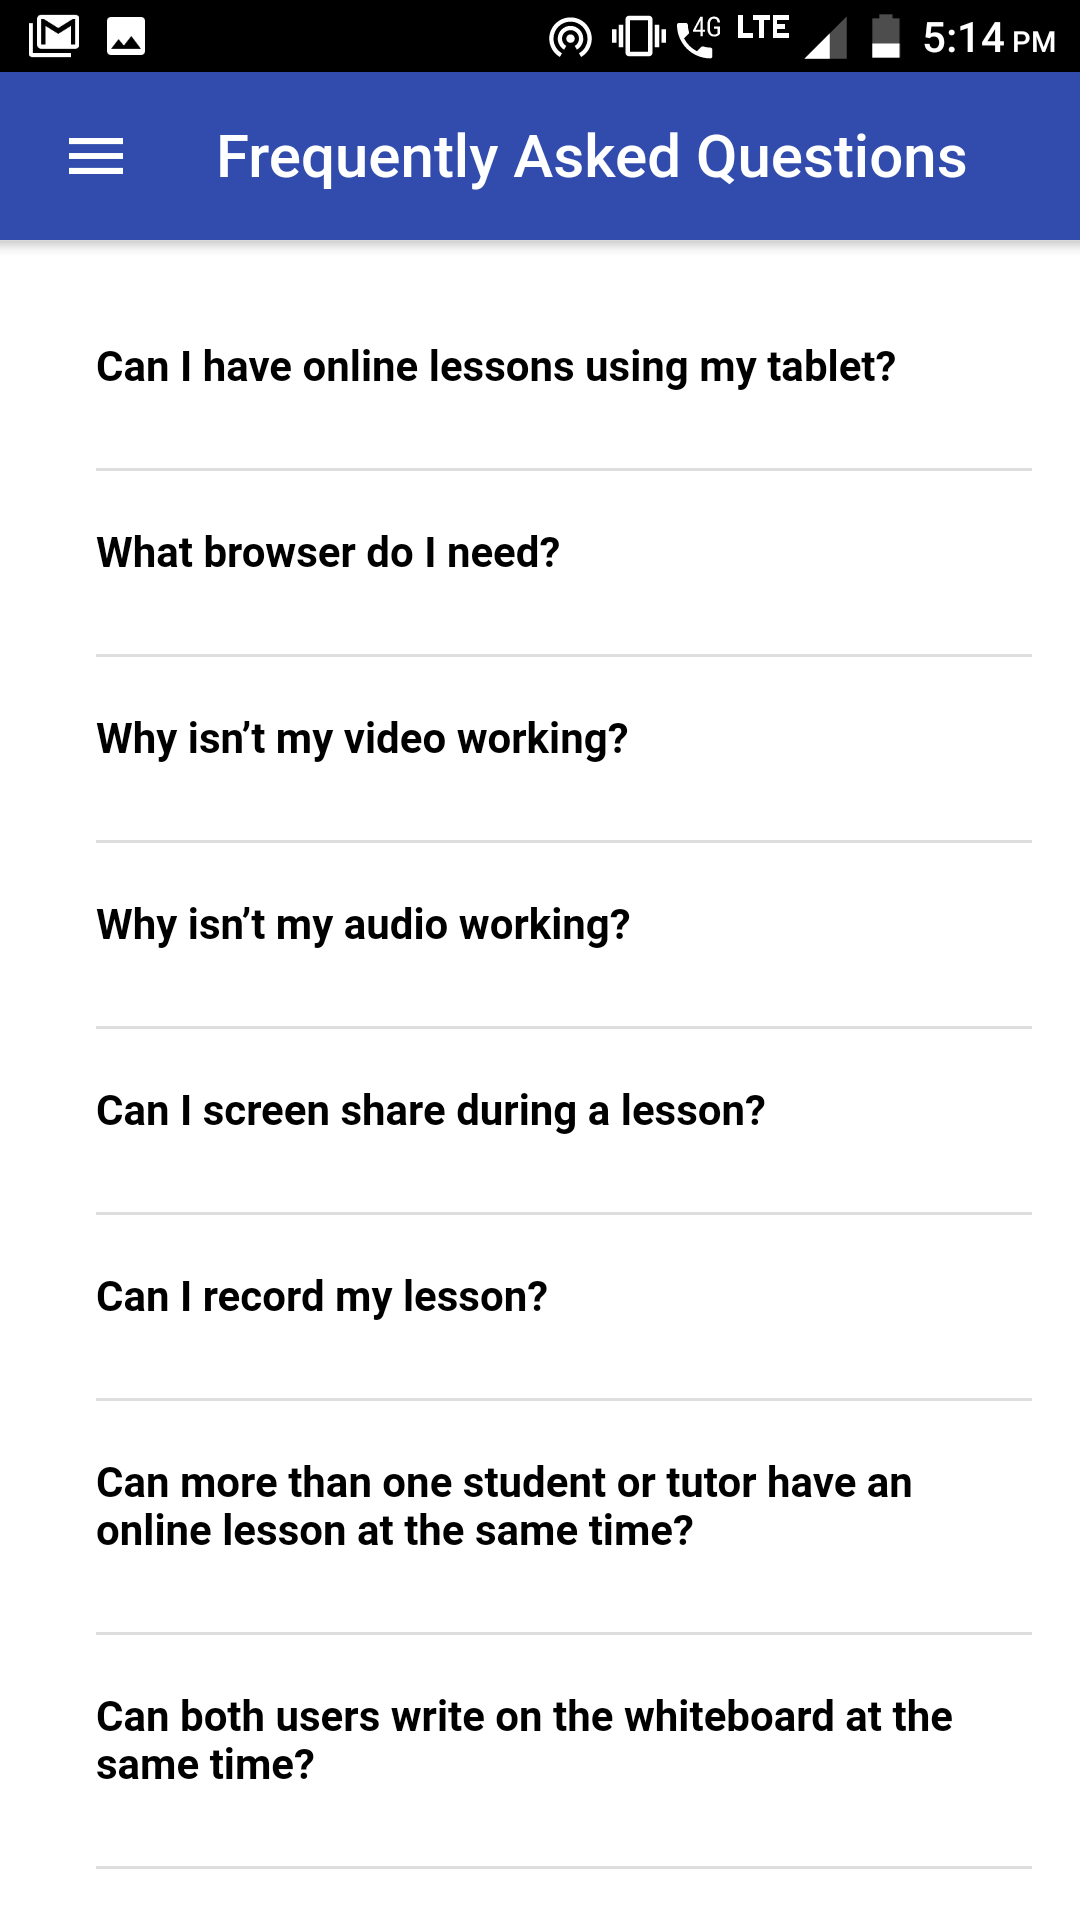 4G LTE 5:14 PM
Frequently Asked Questions
Can I have online lessons using my tablet?
What browser do I need?
Why isn’t my video working?
Why isn’t my audio working?
Can I screen share during a lesson?
Can I record my lesson?
Can more than one student or tutor have an
online lesson at the same time?
Can both users write on the whiteboard at the
same time?